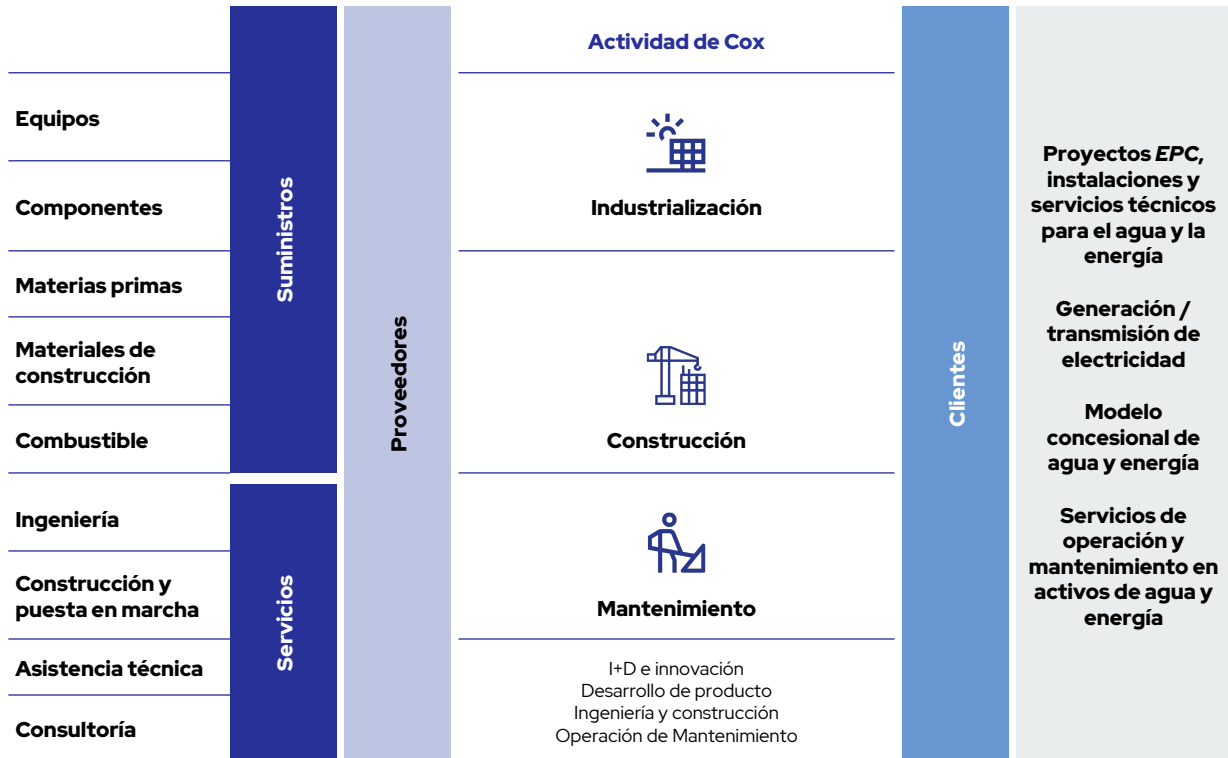 Actividad de Cox
Equipos
Componentes
Materias primas
Materiales de
construcción
Combustible
Ingeniería
Construcción y
puesta en marcha
Asistencia técnica
Consultoría
Suministros
Servicios
Proveedores
Industrialización
Construcción
Mantenimiento
I+D e innovación
Desarrollo de producto
Ingeniería y construcción
Operación de Mantenimiento
Clientes
Proyectos EPC,
instalaciones y
servicios técnicos
para el agua y la
energía
Generación /
transmisión de
electricidad
Modelo
concesional de
agua y energía
Servicios de
operación y
mantenimiento en
activos de agua y
energía